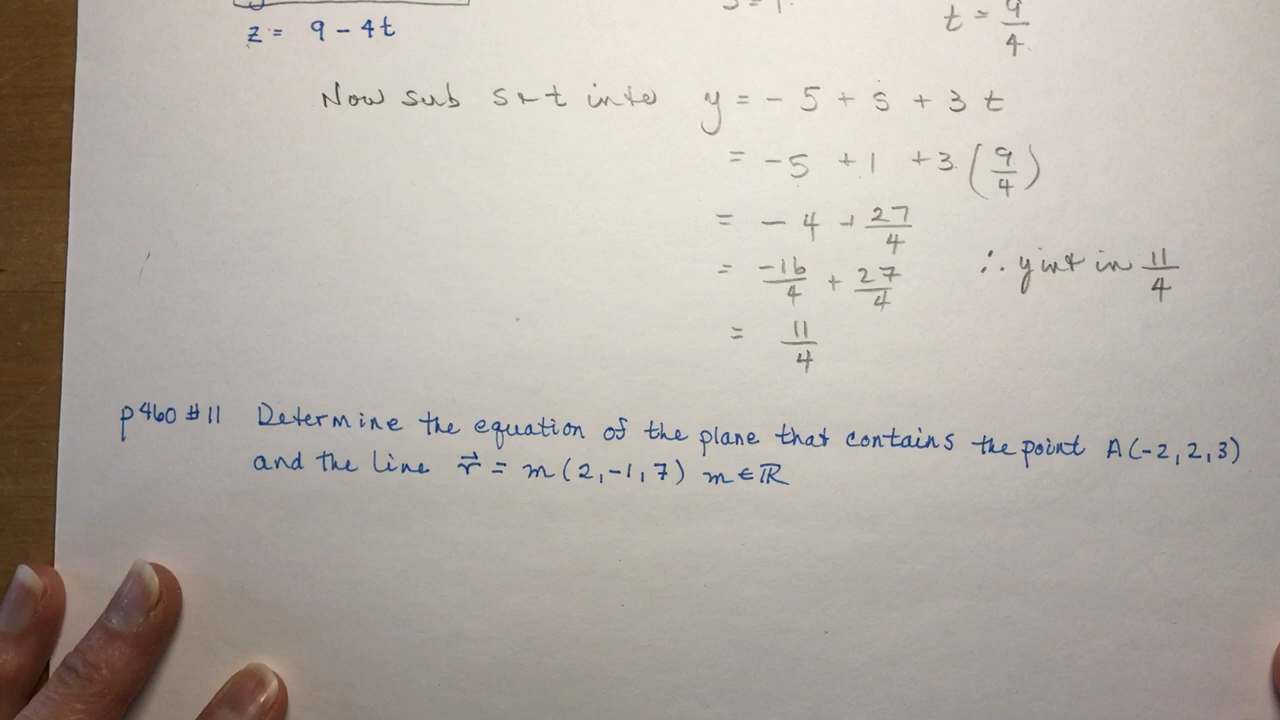 z = 9 - 4t
t = 9/4
Now sub s + t into y = - 5 + s + 3 t
= -5 + 1 + 3 (9/4)
= - 4 + 27/4
= -16/4 + 27/4 ∴ y int in 11/4
= 11/4
p460 #11 Determine the equation of the plane that contains the point A(-2, 2, 3)
and the line r⃗ = m(2, -1, 7) m ∈ ℝ